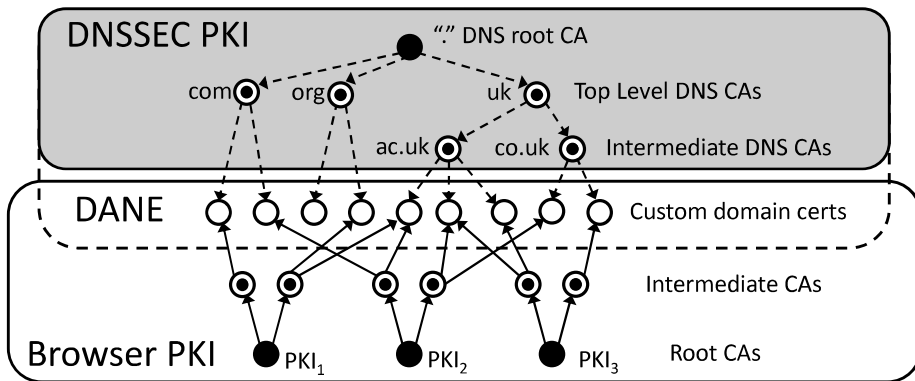 DNSSEC PKI
“.” DNS root CA
com
org
uk
Top Level DNS CAs
ac.uk
co.uk
Intermediate DNS CAs
DANE
Custom domain certs
Intermediate CAs
Browser PKI
PKI1
PKI2
PKI3
Root CAs